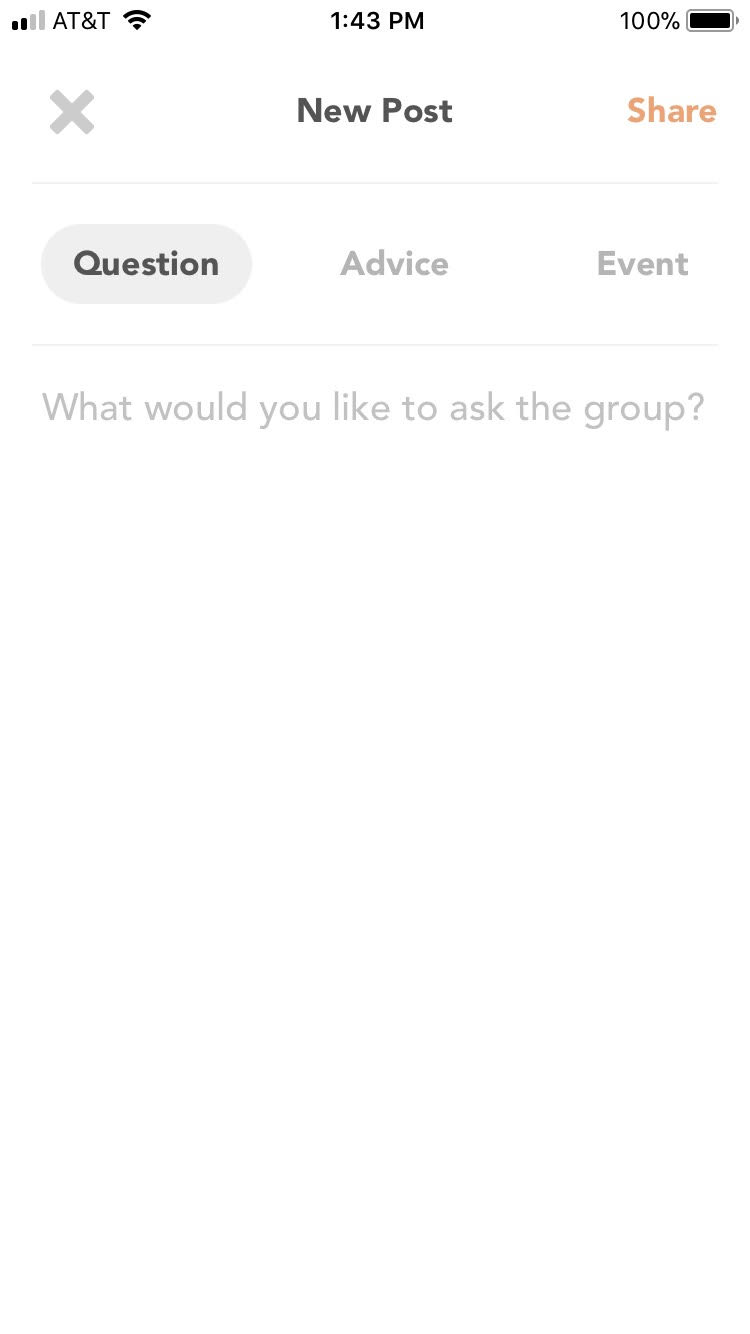 AT&T 1:43 PM 100%
New Post Share
Question Advice Event
What would you like to ask the group?